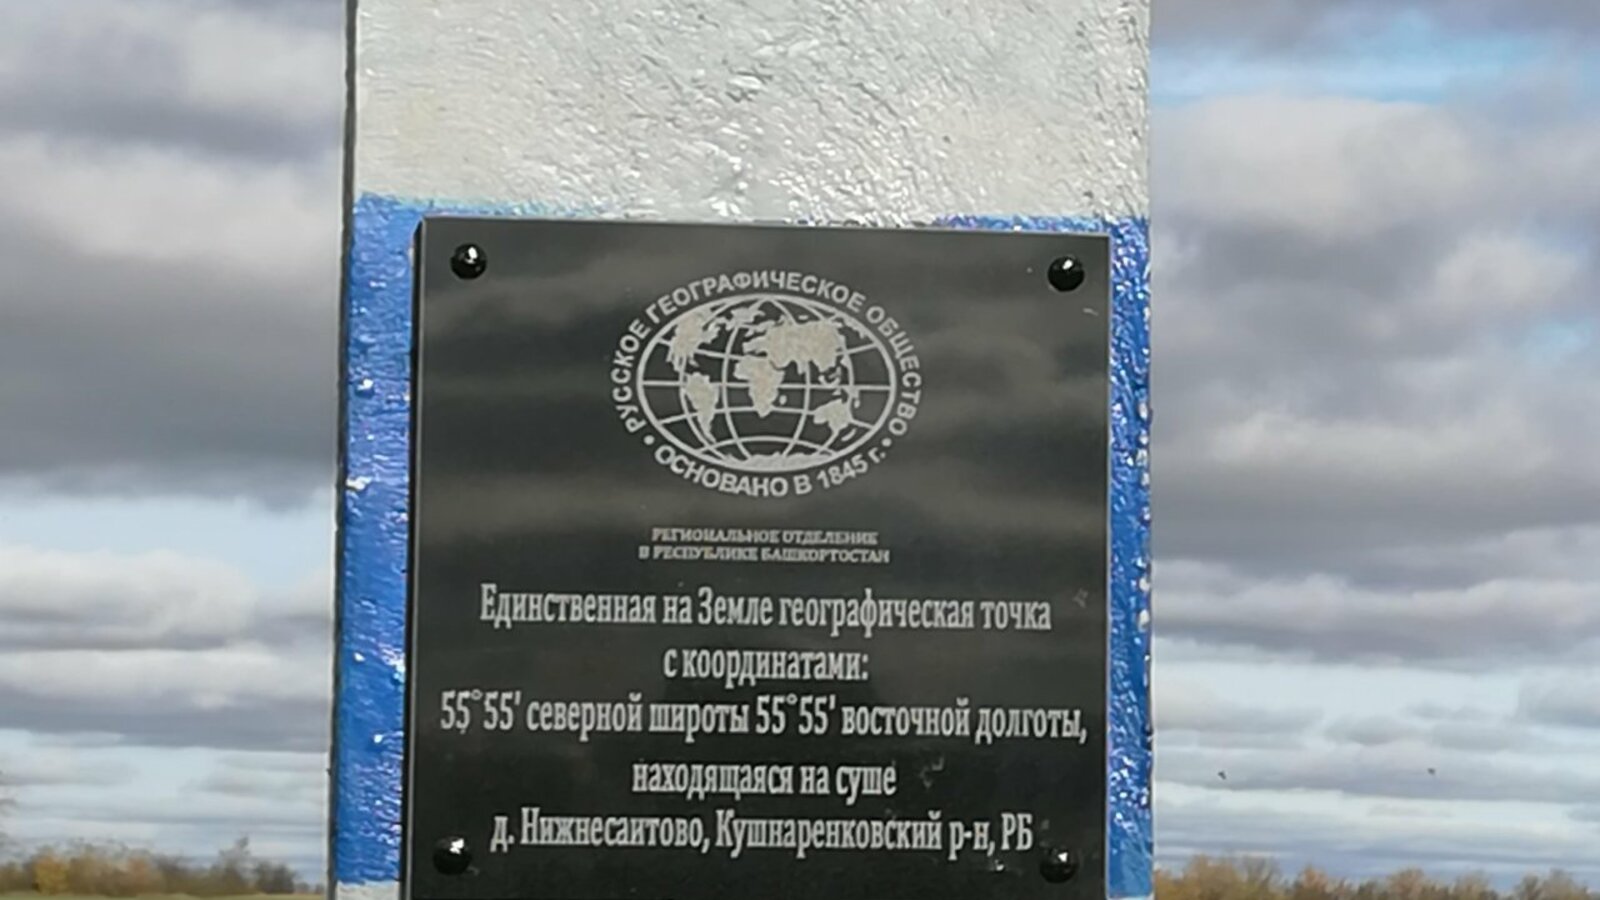 РУССКОЕ ГЕОГРАФИЧЕСКОЕ ОБЩЕСТВО
• ОСНОВАНО В 1845 г. •
РЕГИОНАЛЬНОЕ ОТДЕЛЕНИЕ
В РЕСПУБЛИКЕ БАШКОРТОСТАН
Единственная на Земле географическая точка
с координатами:
55°55' северной широты 55°55' восточной долготы,
находящаяся на суше
д. Нижнесаитово, Кушнаренковский р-н, РБ